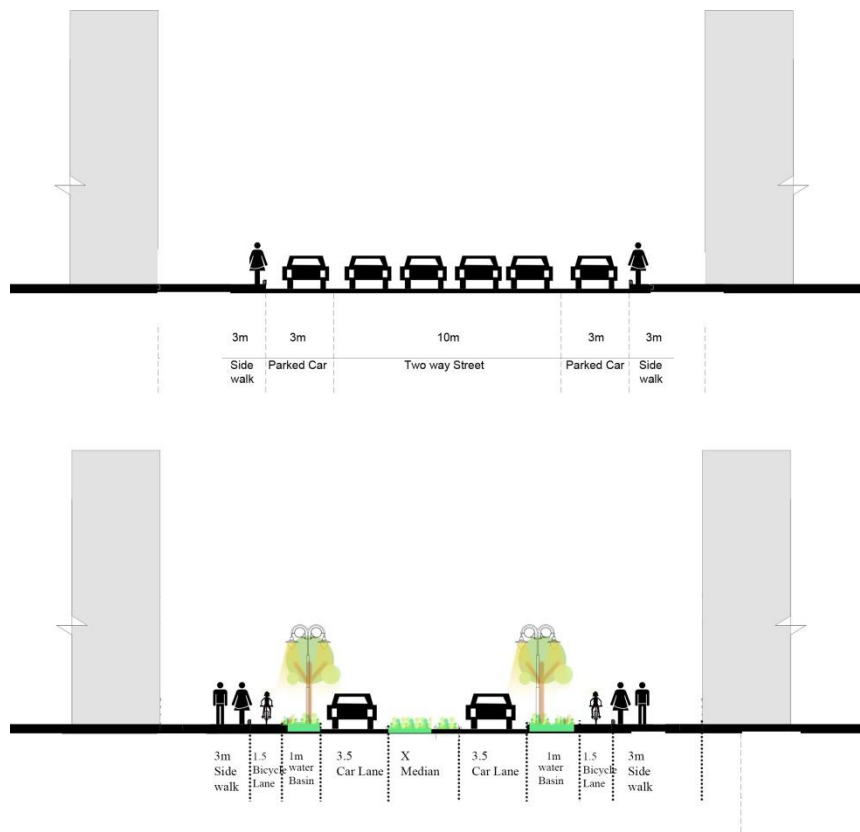 3m 3m 10m 3m 3m
Side Parked Car Two way Street Parked Car Side
walk walk
3m 1.5 1m 3.5 X 3.5 1m 1.5 3m
Side Bicycle water Car Lane Median Car Lane water Bicycle Side
walk Lane Basin Basin Lane walk